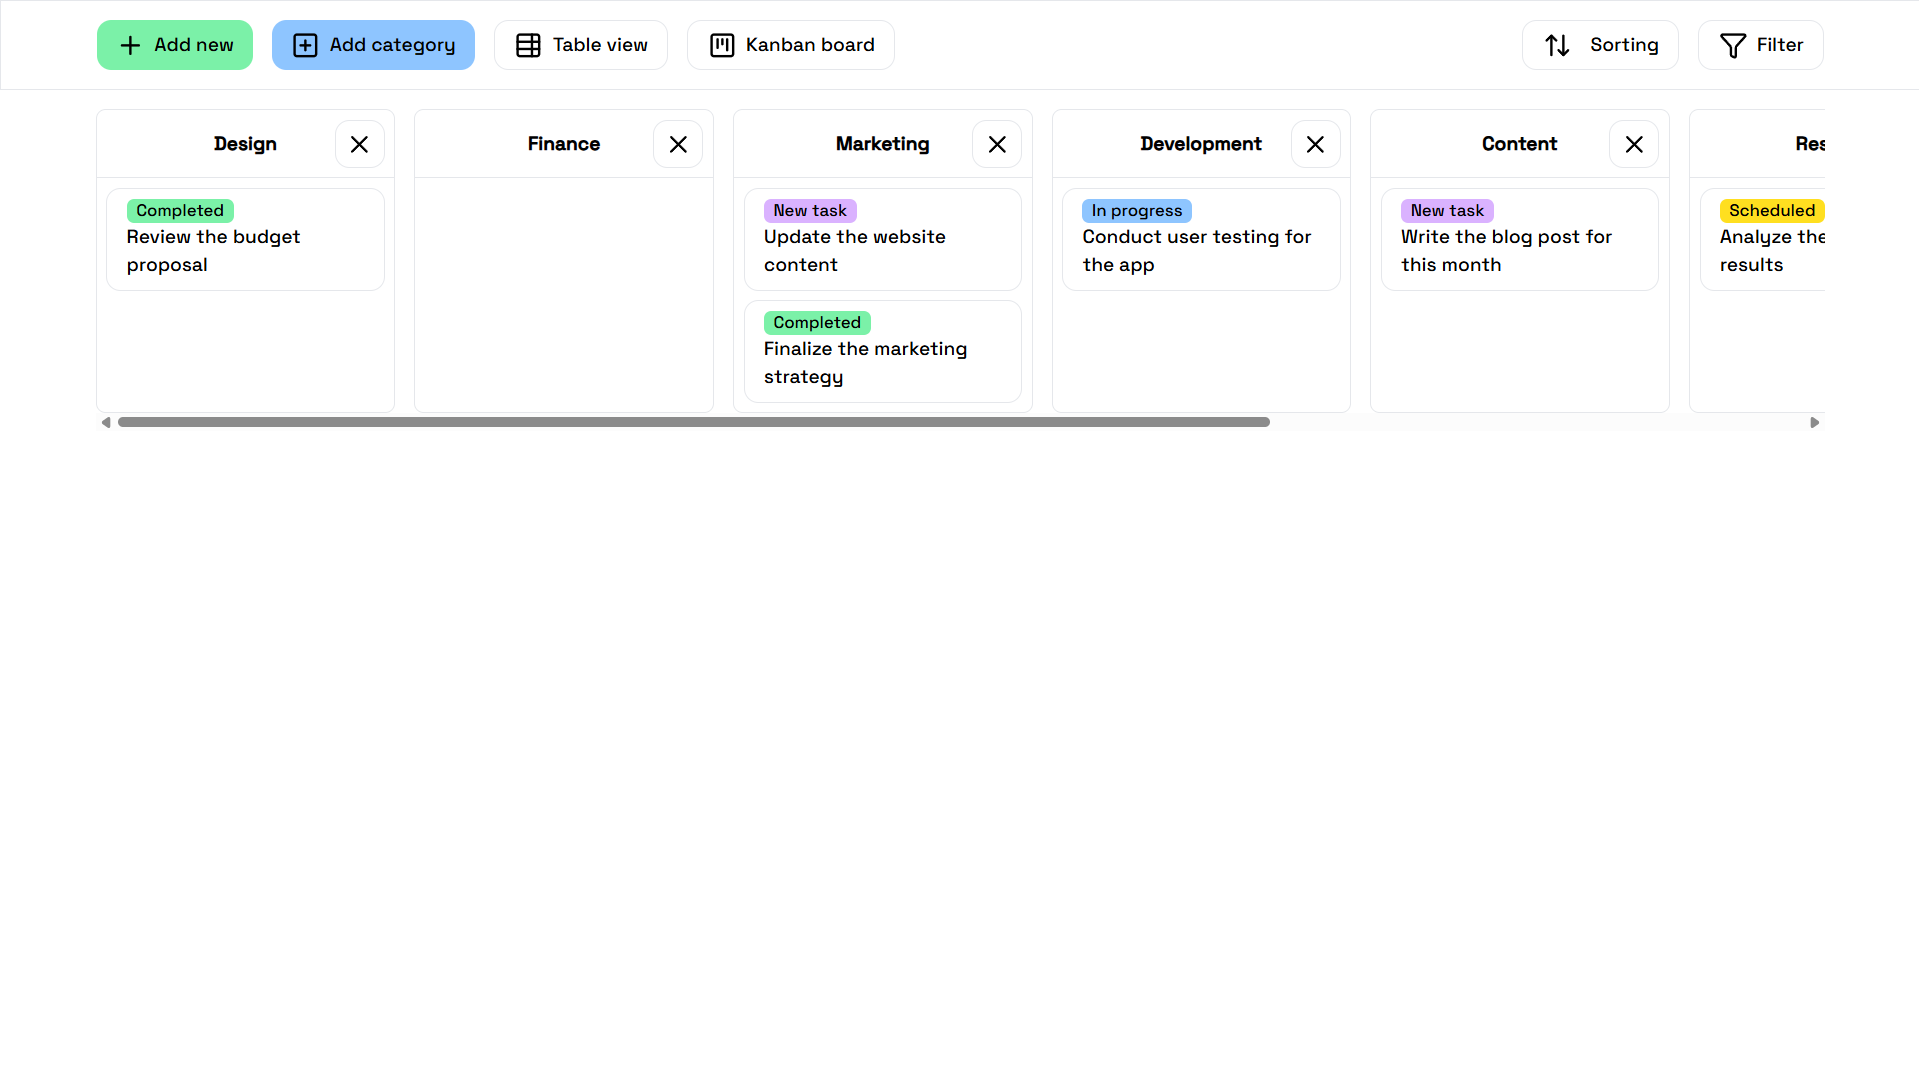 Add new
Add category
Table view
Kanban board
Sorting
Filter
Design
Finance
Marketing
Development
Content
Completed
Review the budget
proposal
New task
Update the website
content
Completed
Finalize the marketing
strategy
In progress
Conduct user testing for
the app
New task
Write the blog post for
this month
Scheduled
Analyze the
results